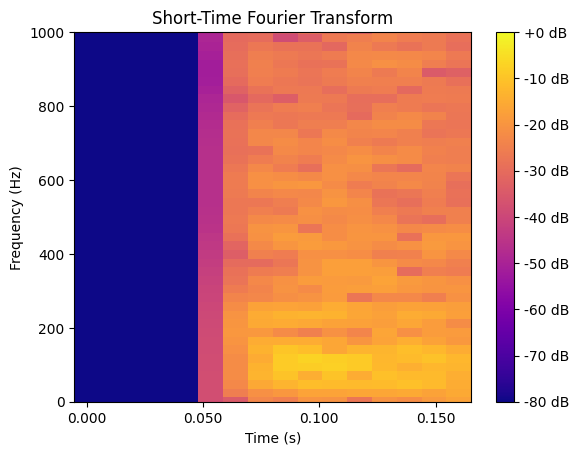 Short-Time Fourier Transform
1000
800
600
400
200
0
Frequency (Hz)
0.000
0.050
0.100
0.150
Time (s)
+0 dB
-10 dB
-20 dB
-30 dB
-40 dB
-50 dB
-60 dB
-70 dB
-80 dB